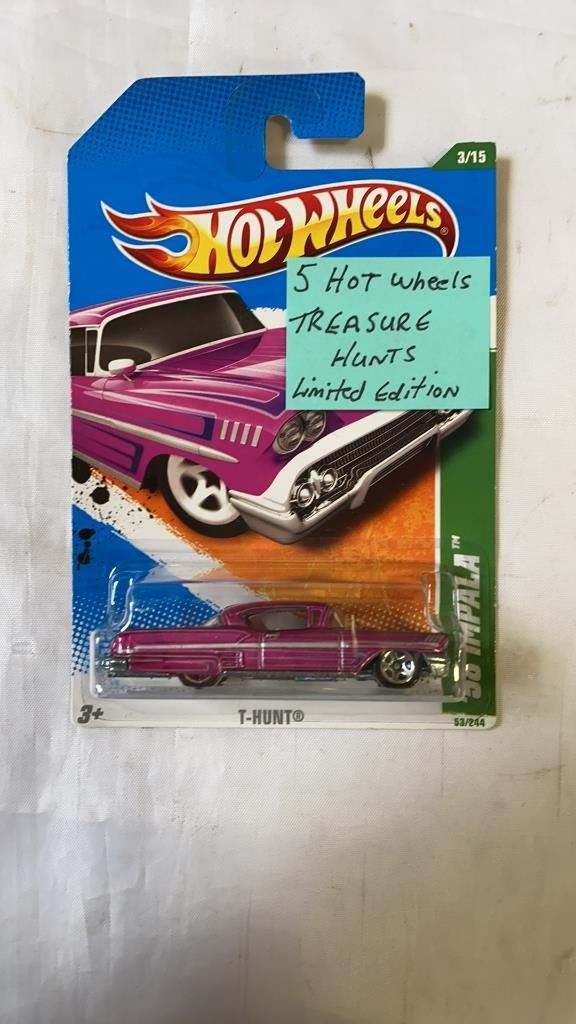 3/15
HOT WHEELS®
5 HOT wheels
TREASURE
HUNTS
Limited Edition
IMPALA™
3+
T-HUNT®
53/244